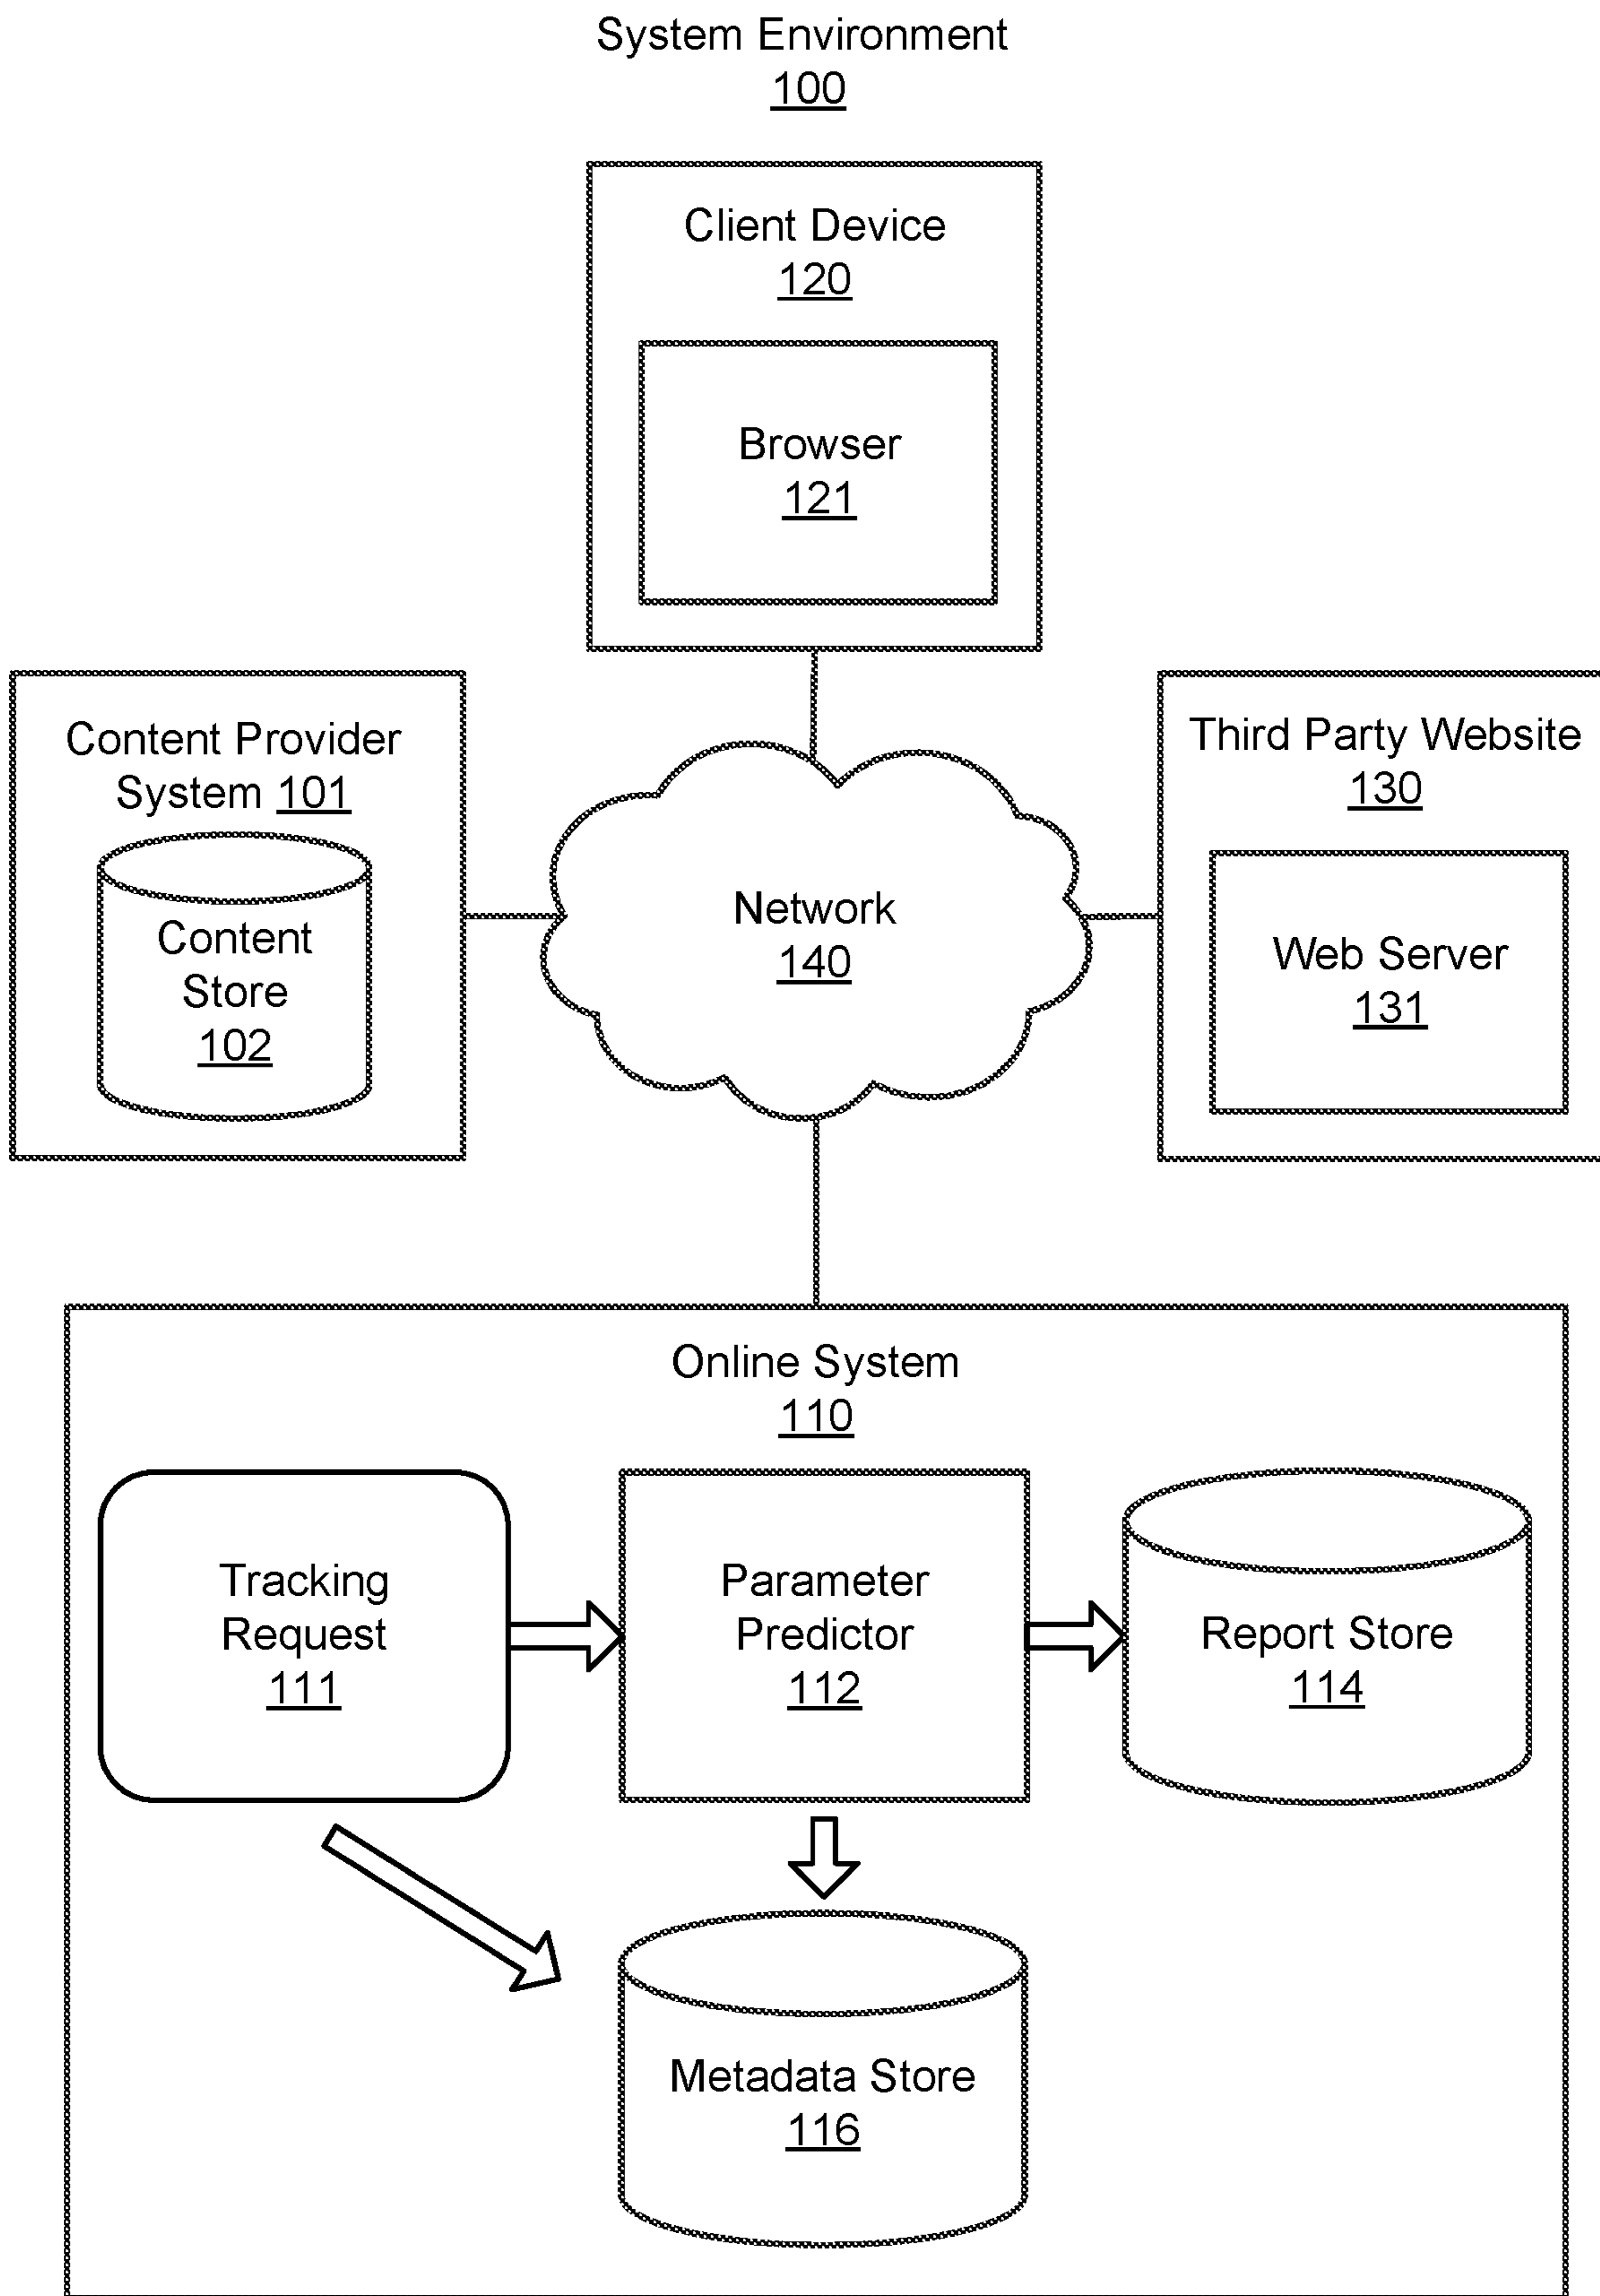 System Environment
100
Client Device
120
Browser
121
Content Provider
System 101
Content
Store
102
Network
140
Third Party Website
130
Web Server
131
Online System
110
Tracking
Request
111
Parameter
Predictor
112
Report Store
114
Metadata Store
116